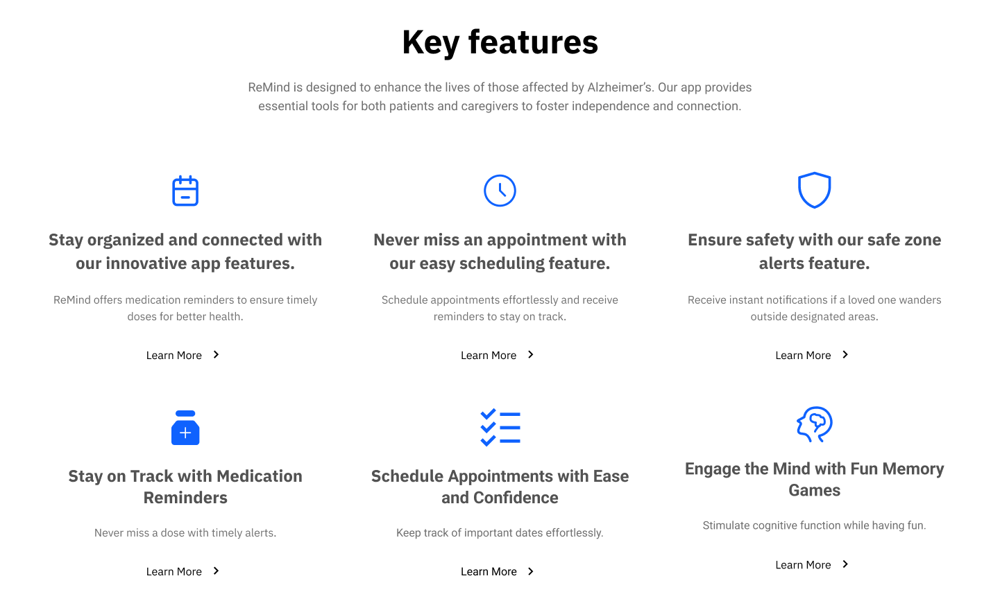 Key features
ReMind is designed to enhance the lives of those affected by Alzheimer’s. Our app provides
essential tools for both patients and caregivers to foster independence and connection.
Stay organized and connected with
our innovative app features.
ReMind offers medication reminders to ensure timely
doses for better health.
Learn More
Never miss an appointment with
our easy scheduling feature.
Schedule appointments effortlessly and receive
reminders to stay on track.
Learn More
Ensure safety with our safe zone
alerts feature.
Receive instant notifications if a loved one wanders
outside designated areas.
Learn More
Stay on Track with Medication
Reminders
Never miss a dose with timely alerts.
Learn More
Schedule Appointments with Ease
and Confidence
Keep track of important dates effortlessly.
Learn More
Engage the Mind with Fun Memory
Games
Stimulate cognitive function while having fun.
Learn More